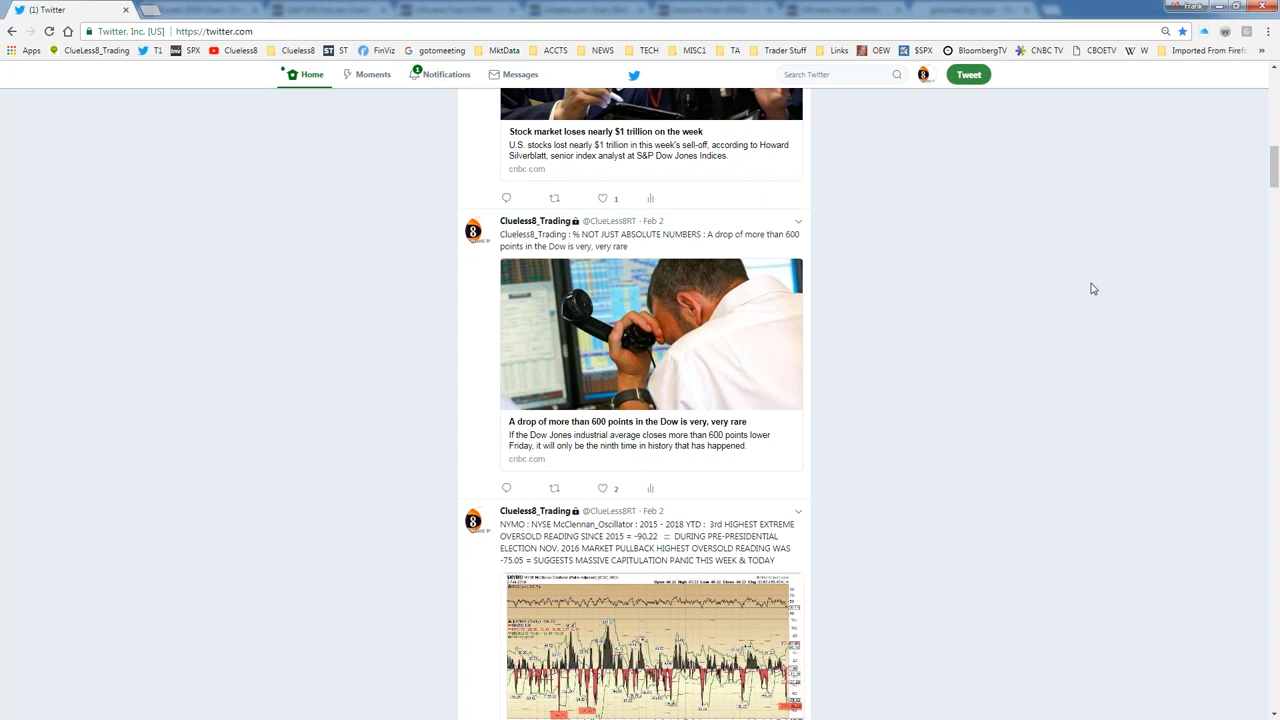 (1) Twitter
Frank
Twitter, Inc. [US] | https://twitter.com
Apps ClueLess8_Trading T1 SPX Clueless8 Clueless8 ST FinViz gotomeeting MktData ACCTS NEWS TECH MISC1 TA Trader Stuff Links OEW $SPX BloombergTV CNBC TV CBOETV W Imported From Firef
Home Moments 1 Notifications Messages Search Twitter Tweet
Stock market loses nearly $1 trillion on the week
U.S. stocks lost nearly $1 trillion in this week's sell-off, according to Howard
Silverblatt, senior index analyst at S&P Dow Jones Indices.
cnbc.com
1
Clueless8_Trading @ClueLess8RT · Feb 2
Clueless8_Trading : % NOT JUST ABSOLUTE NUMBERS : A drop of more than 600
points in the Dow is very, very rare
A drop of more than 600 points in the Dow is very, very rare
If the Dow Jones industrial average closes more than 600 points lower
Friday, it will only be the ninth time in history that has happened.
cnbc.com
2
Clueless8_Trading @ClueLess8RT · Feb 2
NYMO : NYSE McClennan_Oscillator : 2015 - 2018 YTD : 3rd HIGHEST EXTREME
OVERSOLD READING SINCE 2015 = -90.22 :: DURING PRE-PRESIDENTIAL
ELECTION NOV. 2016 MARKET PULLBACK HIGHEST OVERSOLD READING WAS
-75.05 = SUGGESTS MASSIVE CAPITULATION PANIC THIS WEEK & TODAY